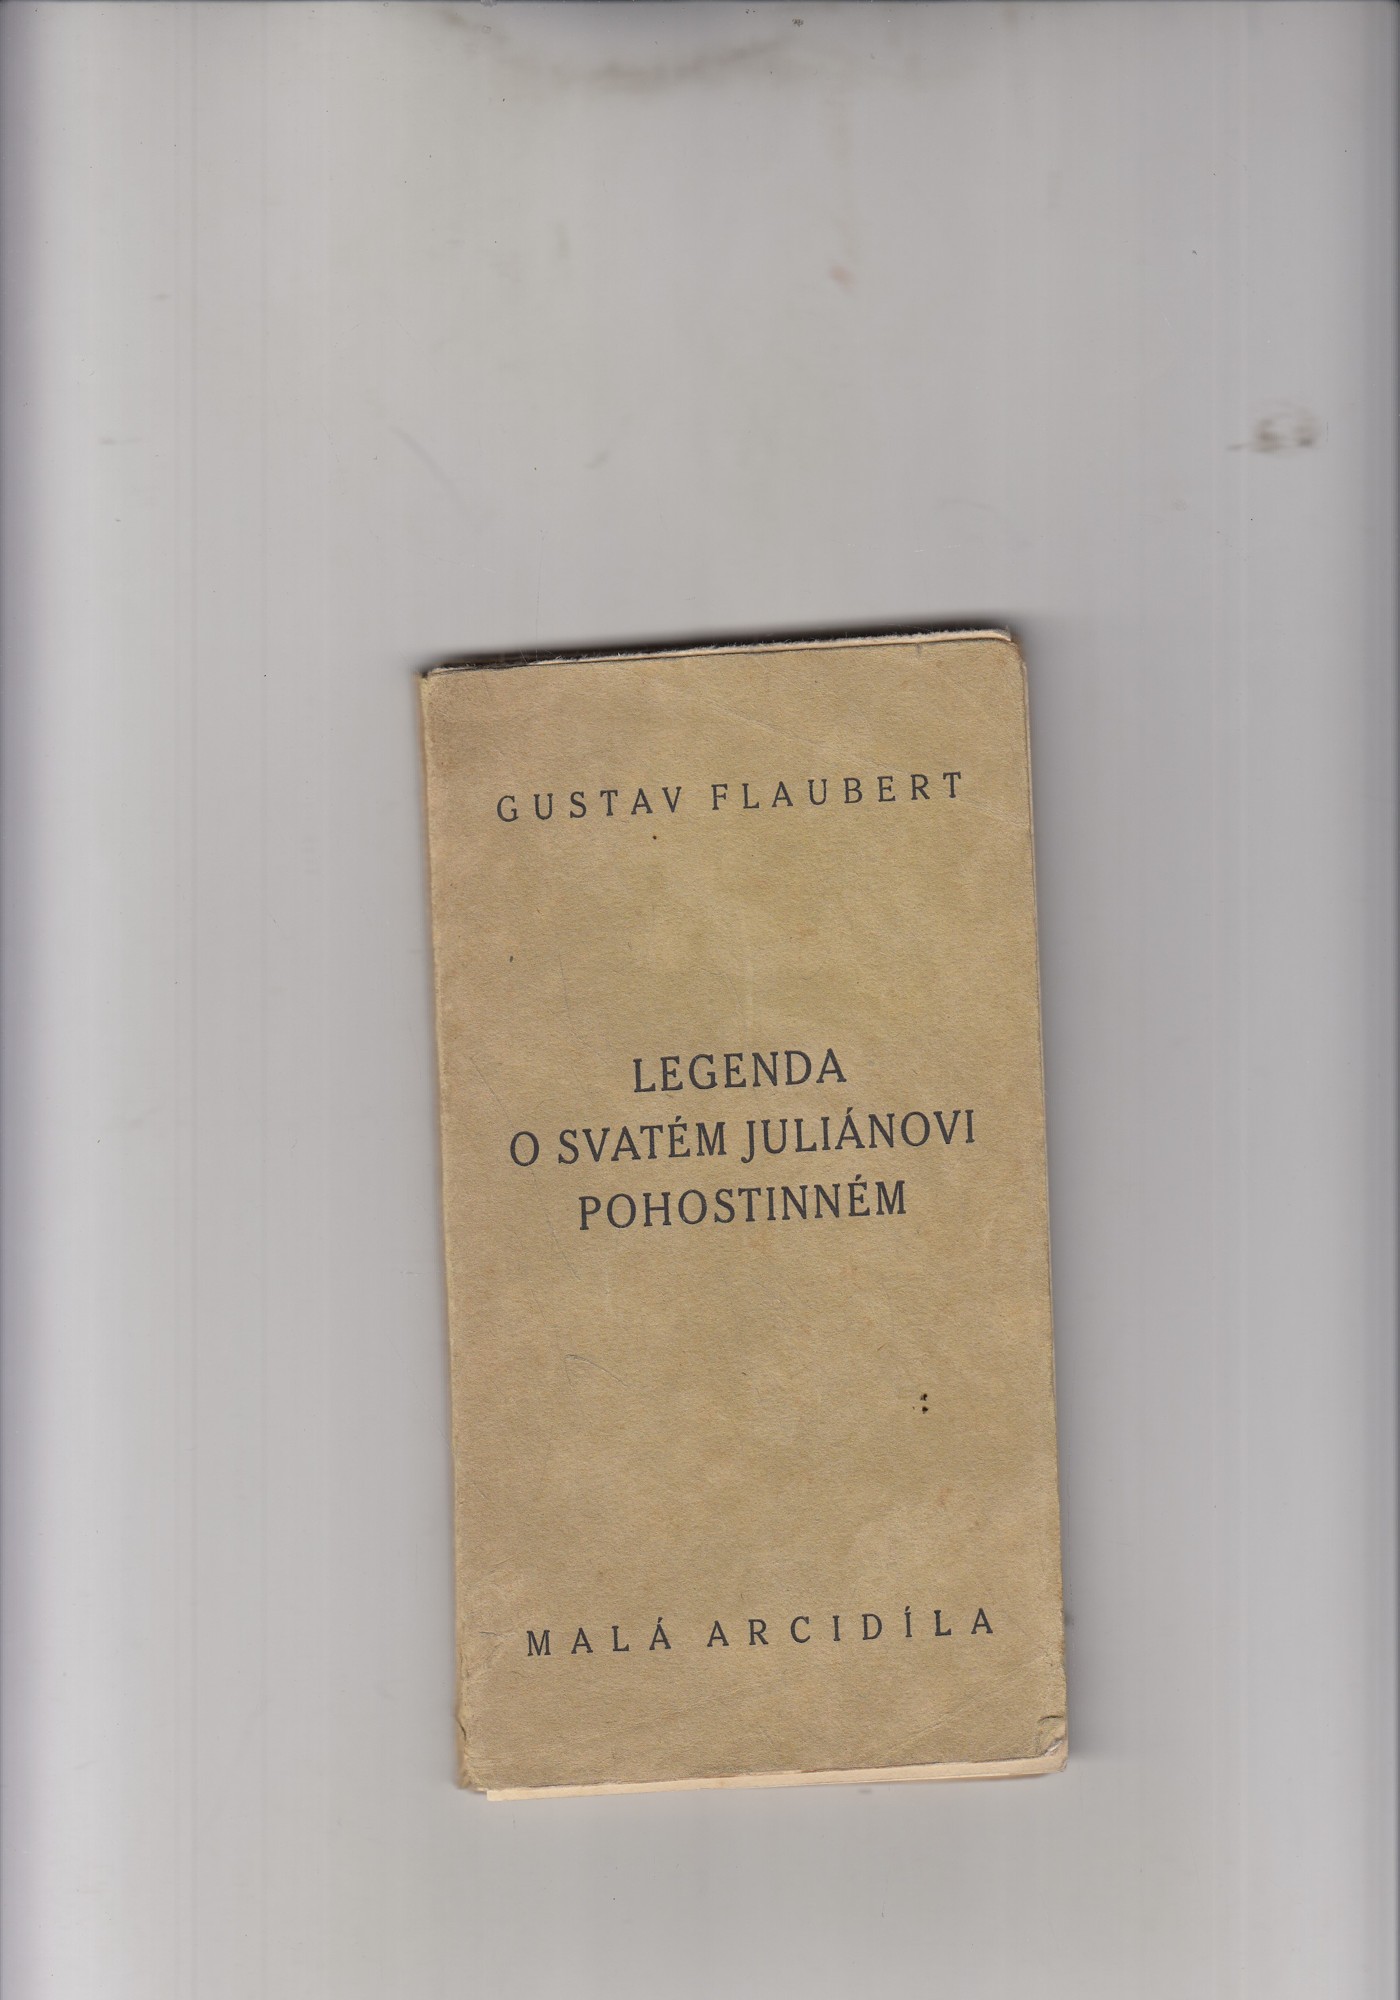 GUSTAV FLAUBERT
LEGENDA
O SVATÉM JULIÁNOVI
POHOSTINNÉM
MALÁ ARCIDÍLA